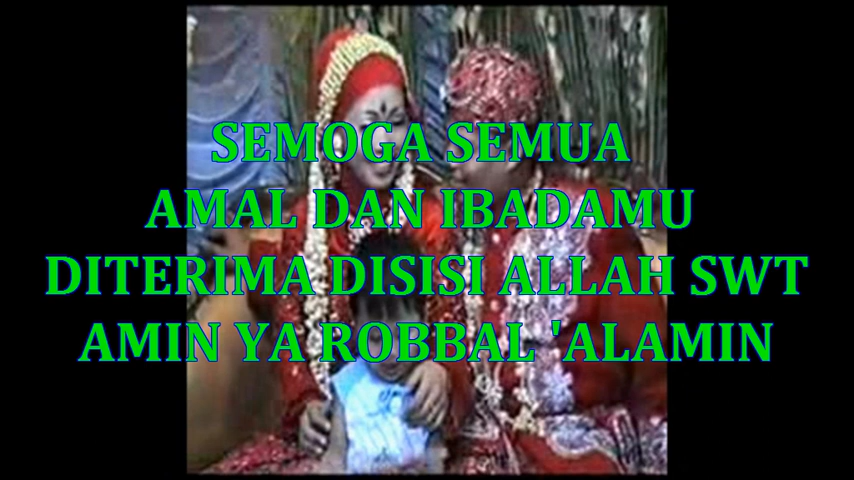 SEMOGA SEMUA
AMAL DAN IBADAMU
DITERIMA DISISI ALLAH SWT
AMIN YA ROBBAL 'ALAMIN